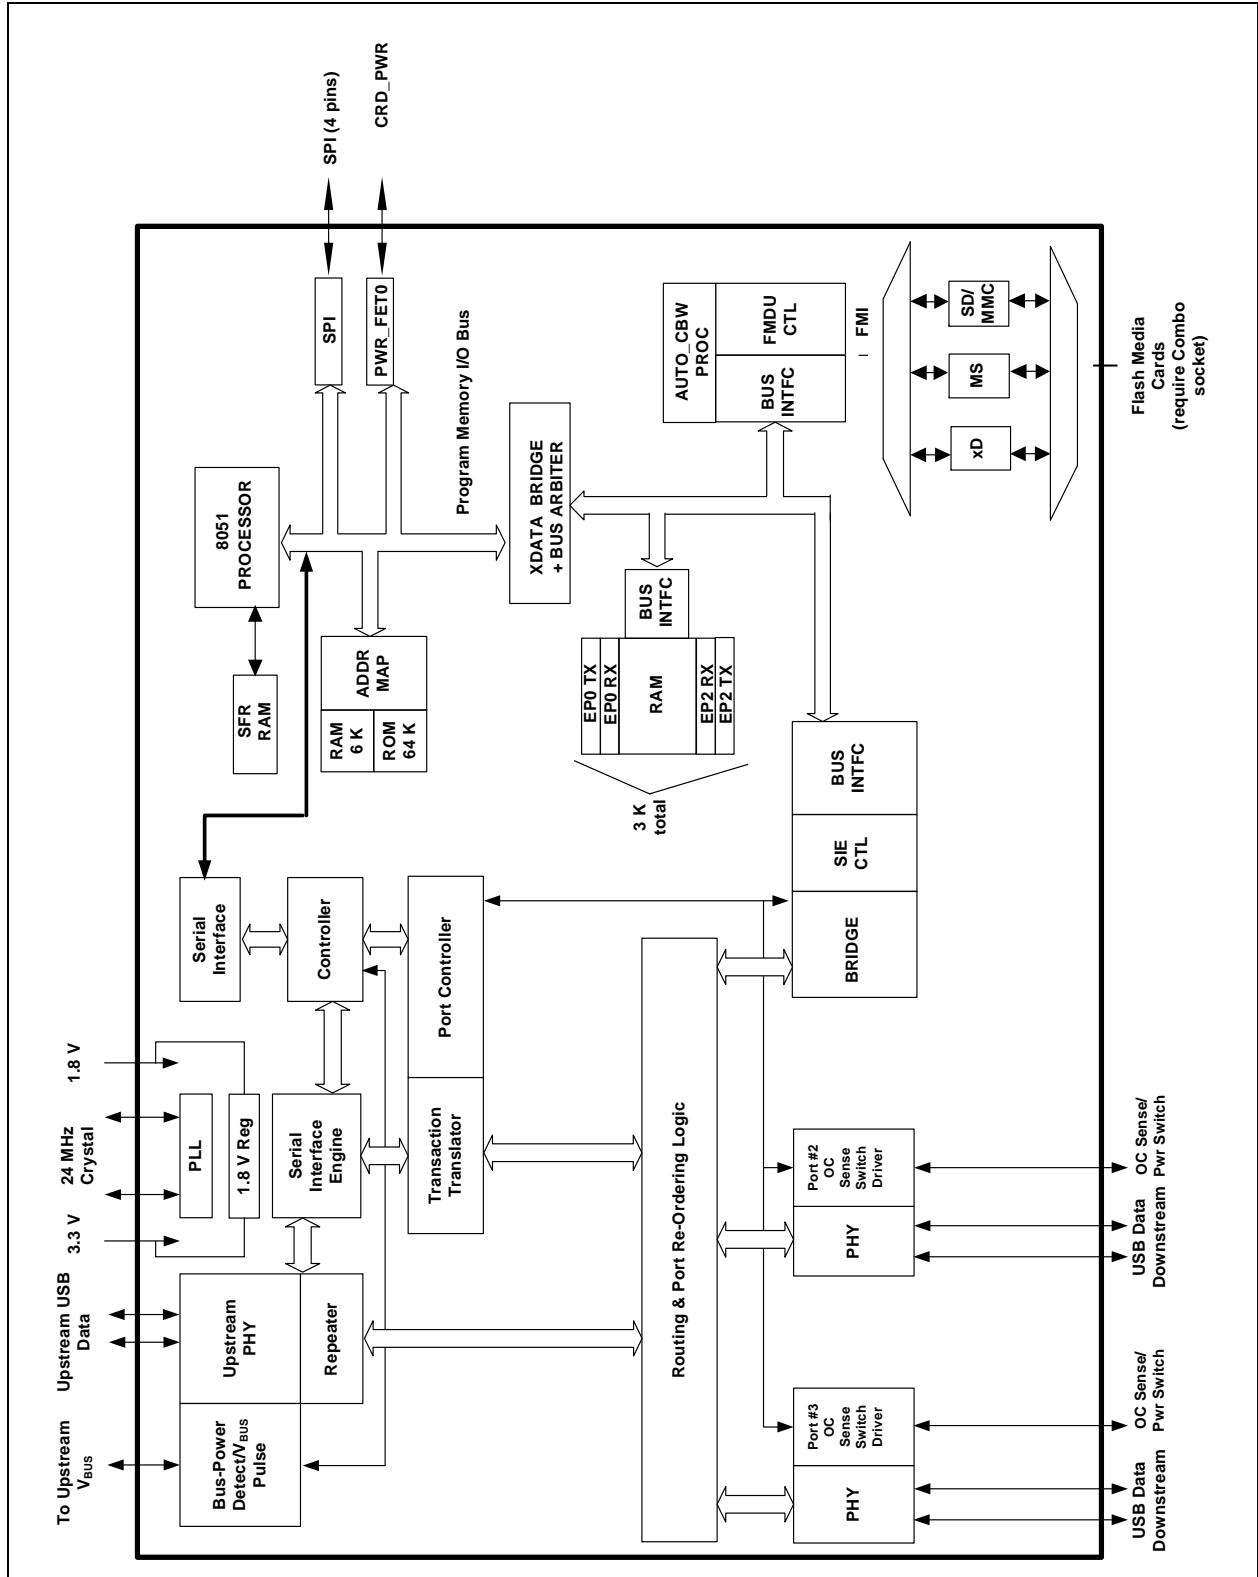 To Upstream
VBUS
Upstream USB
Data
3.3 V
24 MHz
Crystal
1.8 V
Bus-Power
Detect/VBUS
Pulse
Upstream
PHY
Repeater
PLL
1.8 V Reg
Serial
Interface
Engine
Serial
Interface
Controller
Transaction
Translator
Port Controller
SFR
RAM
8051
PROCESSOR
SPI
SPI (4 pins)
PWR_FET0
CRD_PWR
RAM
6 K
ROM
64 K
ADDR
MAP
Program Memory I/O Bus
XDATA BRIDGE
+ BUS ARBITER
3 K
total
EP0 TX
EP0 RX
RAM
EP2 RX
EP2 TX
BUS
INTFC
AUTO_CBW
PROC
BUS
INTFC
FMDU
CTL
FMI
xD
MS
SD/
MMC
Flash Media
Cards
(require Combo
socket)
Routing & Port Re-Ordering Logic
BRIDGE
SIE
CTL
BUS
INTFC
PHY
Port #3
OC
Sense
Switch
Driver
PHY
Port #2
OC
Sense
Switch
Driver
USB Data
Downstream
OC Sense/
Pwr Switch
USB Data
Downstream
OC Sense/
Pwr Switch